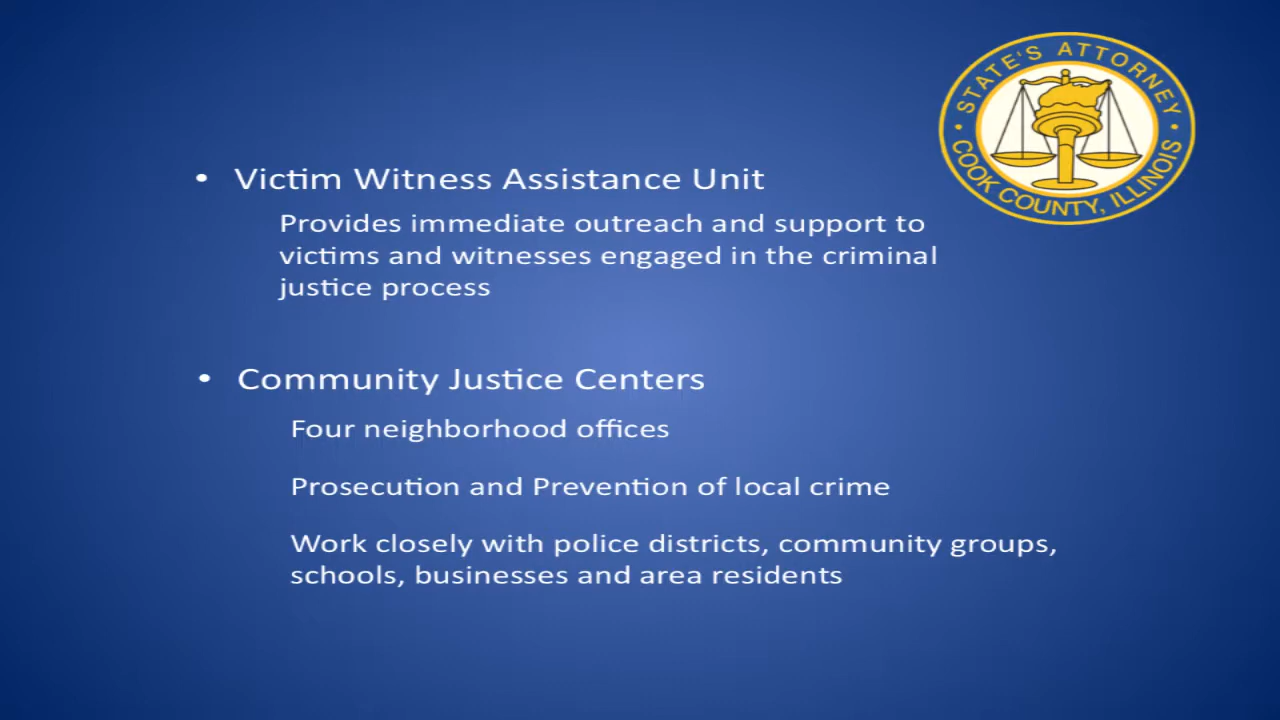 STATE'S ATTORNEY
COOK COUNTY, ILLINOIS
• Victim Witness Assistance Unit
Provides immediate outreach and support to
victims and witnesses engaged in the criminal
justice process
• Community Justice Centers
Four neighborhood offices
Prosecution and Prevention of local crime
Work closely with police districts, community groups,
schools, businesses and area residents